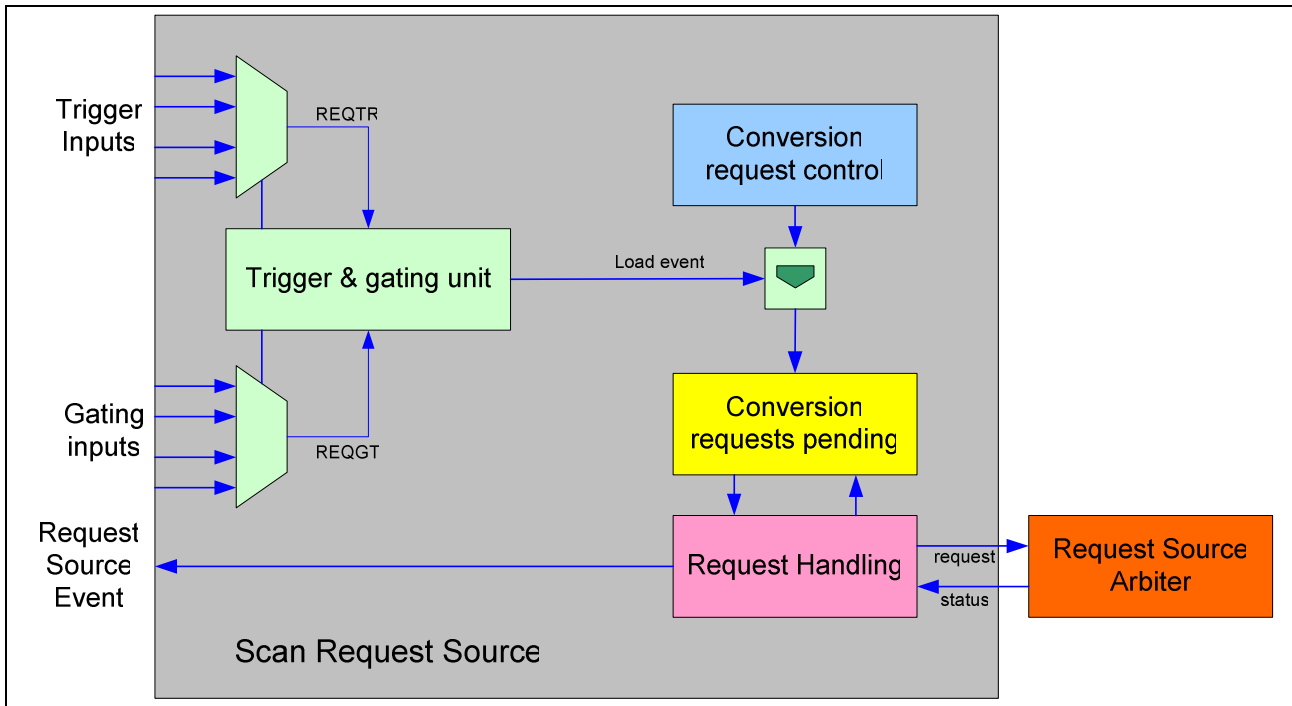 Trigger
Inputs
REQTR
Conversion
request control
Trigger & gating unit
Load event
Gating
inputs
REQGT
Conversion
requests pending
Request
Source
Event
Request Handling
request
status
Request Source
Arbiter
Scan Request Source